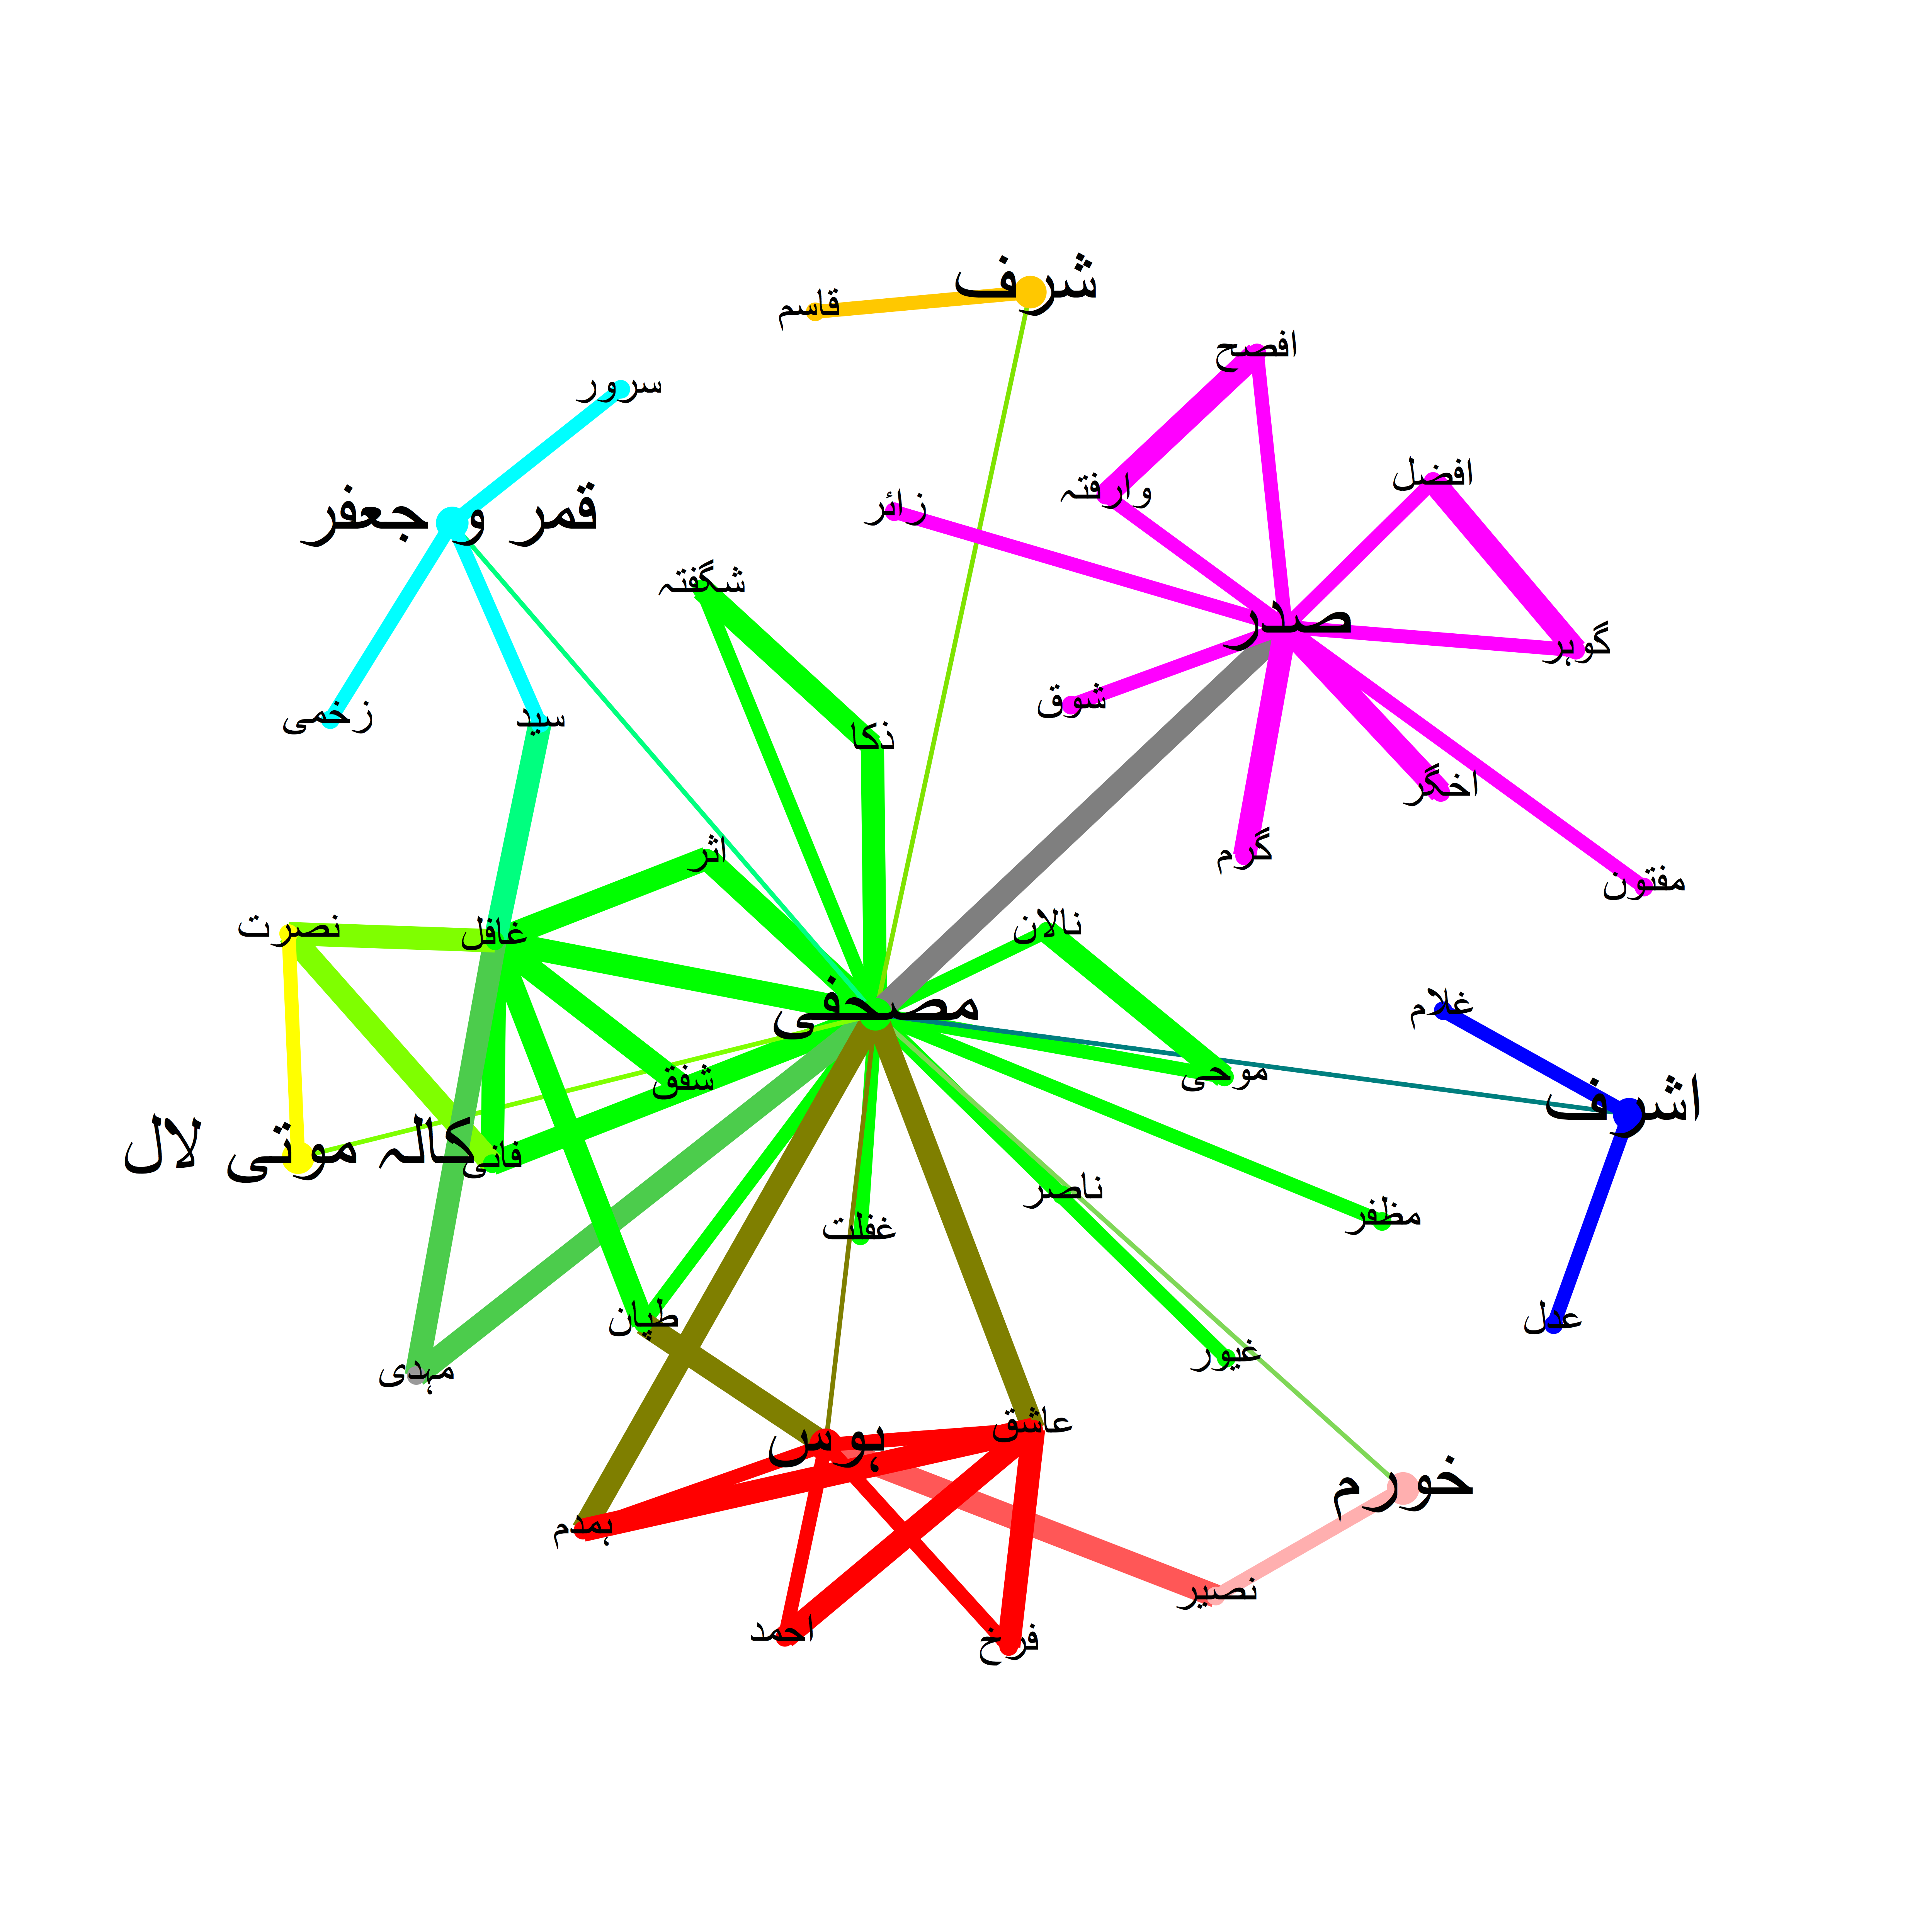 شرف
قاسم
افصح
سرور
افضل
وارفتہ
زائر
قمر و جعفر
شگفتہ
صدر
گوہر
شوق
زخمی
سید
ذکا
اخگر
اثر
گرم
مفتون
نالان
نصرت
غافل
مصحفی
غلام
موجی
شفق
اشرف
کالہ موتی لال
فانی
ناصر
مظفر
غفلت
طپان
عدل
غیور
مہدی
عاشق
ہوس
خورم
ہمدم
نصیر
احمد
فرخ